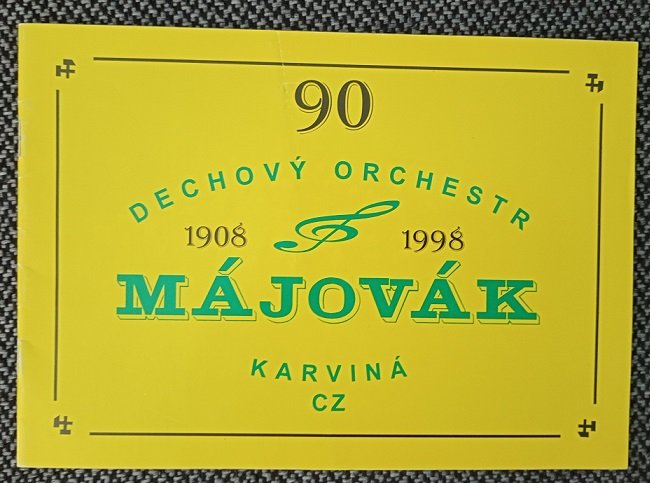 90
DECHOVÝ ORCHESTR
1908 1998
MÁJOVÁK
KARVINÁ
CZ